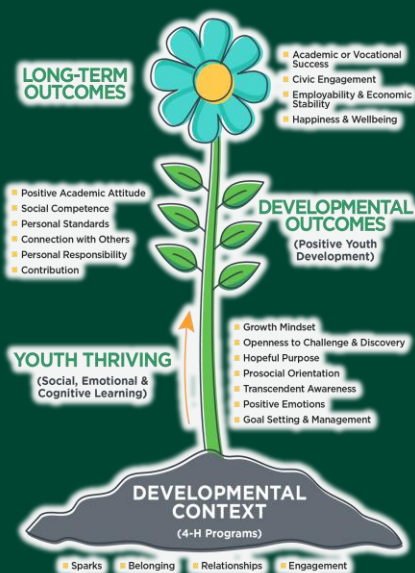 LONG-TERM
OUTCOMES
Academic or Vocational
Success
Civic Engagement
Employability & Economic
Stability
Happiness & Wellbeing
Positive Academic Attitude
Social Competence
Personal Standards
Connection with Others
Personal Responsibility
Contribution
DEVELOPMENTAL
OUTCOMES
(Positive Youth
Development)
YOUTH THRIVING
(Social, Emotional &
Cognitive Learning)
Growth Mindset
Openness to Challenge & Discovery
Hopeful Purpose
Prosocial Orientation
Transcendent Awareness
Positive Emotions
Goal Setting & Management
DEVELOPMENTAL
CONTEXT
(4-H Programs)
Sparks Belonging Relationships Engagement